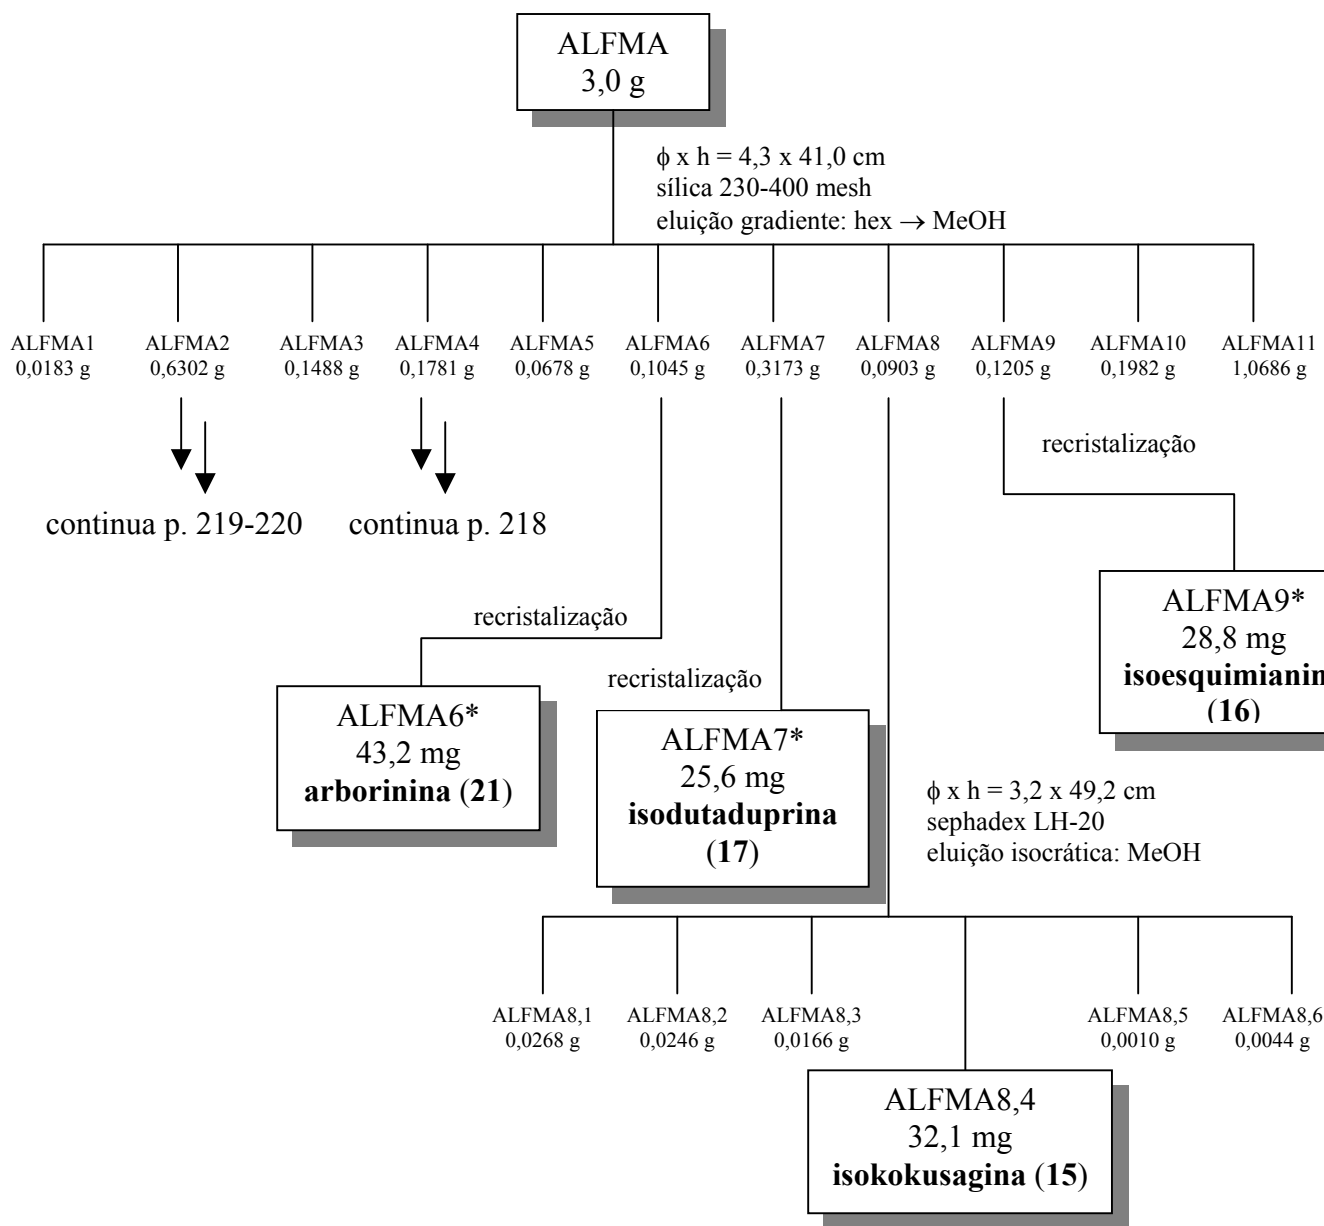 ALFMA
3,0 g
ϕ x h = 4,3 x 41,0 cm
sílica 230-400 mesh
eluição gradiente: hex → MeOH
ALFMA1
0,0183 g
ALFMA2
0,6302 g
ALFMA3
0,1488 g
ALFMA4
0,1781 g
ALFMA5
0,0678 g
ALFMA6
0,1045 g
ALFMA7
0,3173 g
ALFMA8
0,0903 g
ALFMA9
0,1205 g
ALFMA10
0,1982 g
ALFMA11
1,0686 g
continua p. 219-220
continua p. 218
recristalização
ALFMA9*
28,8 mg
isoesquimianin
(16)
recristalização
ALFMA6*
43,2 mg
arborinina (21)
recristalização
ALFMA7*
25,6 mg
isodutaduprina
(17)
ϕ x h = 3,2 x 49,2 cm
sephadex LH-20
eluição isocrática: MeOH
ALFMA8,1
0,0268 g
ALFMA8,2
0,0246 g
ALFMA8,3
0,0166 g
ALFMA8,4
32,1 mg
isokokusagina (15)
ALFMA8,5
0,0010 g
ALFMA8,6
0,0044 g